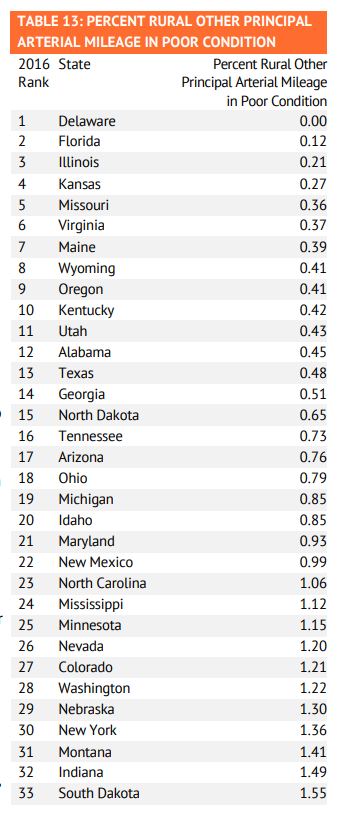 TABLE 13: PERCENT RURAL OTHER PRINCIPAL
ARTERIAL MILEAGE IN POOR CONDITION
2016 State Percent Rural Other
Rank Principal Arterial Mileage
in Poor Condition
1 Delaware 0.00
2 Florida 0.12
3 Illinois 0.21
4 Kansas 0.27
5 Missouri 0.36
6 Virginia 0.37
7 Maine 0.39
8 Wyoming 0.41
9 Oregon 0.41
10 Kentucky 0.42
11 Utah 0.43
12 Alabama 0.45
13 Texas 0.48
14 Georgia 0.51
15 North Dakota 0.65
16 Tennessee 0.73
17 Arizona 0.76
18 Ohio 0.79
19 Michigan 0.85
20 Idaho 0.85
21 Maryland 0.93
22 New Mexico 0.99
23 North Carolina 1.06
24 Mississippi 1.12
25 Minnesota 1.15
26 Nevada 1.20
27 Colorado 1.21
28 Washington 1.22
29 Nebraska 1.30
30 New York 1.36
31 Montana 1.41
32 Indiana 1.49
33 South Dakota 1.55